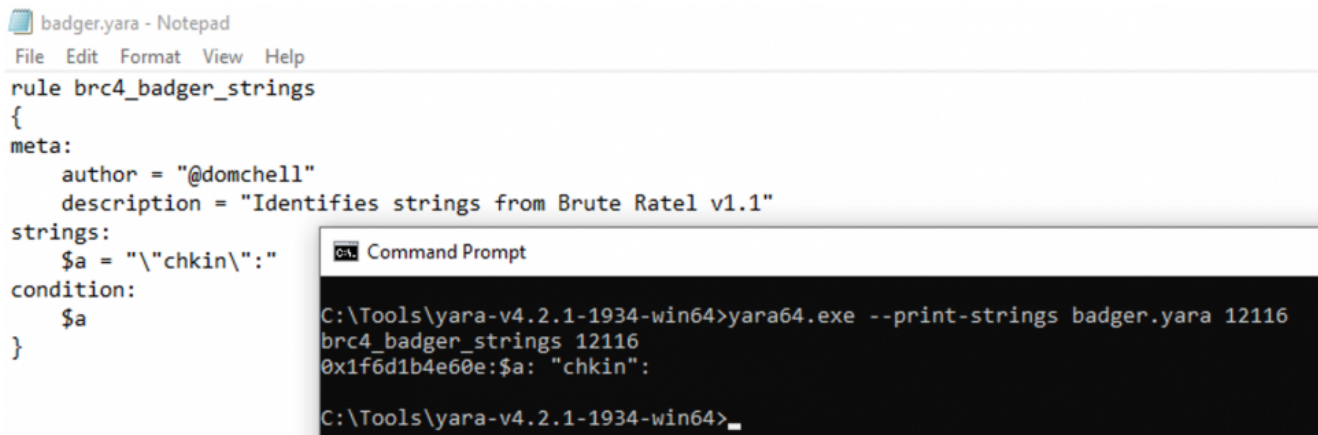 badger.yara - Notepad
File Edit Format View Help
rule brc4_badger_strings
{
meta:
    author = "@domchell"
    description = "Identifies strings from Brute Ratel v1.1"
strings:
    $a = "\"chkin\":"
condition:
    $a
}
C:\.
Command Prompt
C:\Tools\yara-v4.2.1-1934-win64>yara64.exe --print-strings badger.yara 12116
brc4_badger_strings 12116
0x1f6d1b4e60e:$a: "chkin":
C:\Tools\yara-v4.2.1-1934-win64>